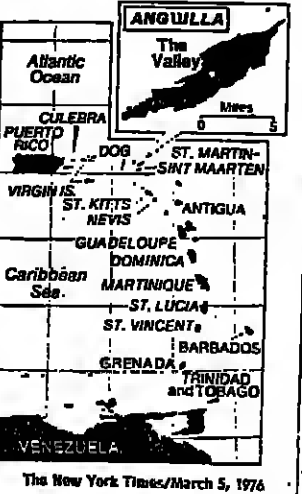 ANGUILLA
The
Valley
Miles
0 5
Atlantic
Ocean
CULEBRA
PUERTO
RICO
DOG
ST. MARTIN-
SINT MAARTEN
VIRGIN IS.
ST. KITTS
NEVIS
ANTIGUA
GUADELOUPE
DOMINICA
Caribbean
Sea
MARTINIQUE
ST. LUCIA
ST. VINCENT
BARBADOS
GRENADA
TRINIDAD
and TOBAGO
VENEZUELA
The New York Times/March 5, 1976